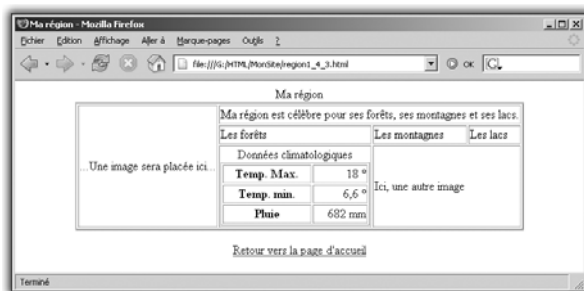 Ma région - Mozilla Firefox
Fichier Edition Affichage Aller à Marque-pages Outils ?
file:///G:/HTML/MonSite/region1_4_3.html OK G
Ma région
Ma région est célèbre pour ses forêts, ses montagnes et ses lacs.
Les forêts Les montagnes Les lacs
...Une image sera placée ici...
Données climatologiques
Temp. Max. 18 °
Temp. min. 6,6 °
Pluie 682 mm
Ici, une autre image
Retour vers la page d'accueil
Terminé